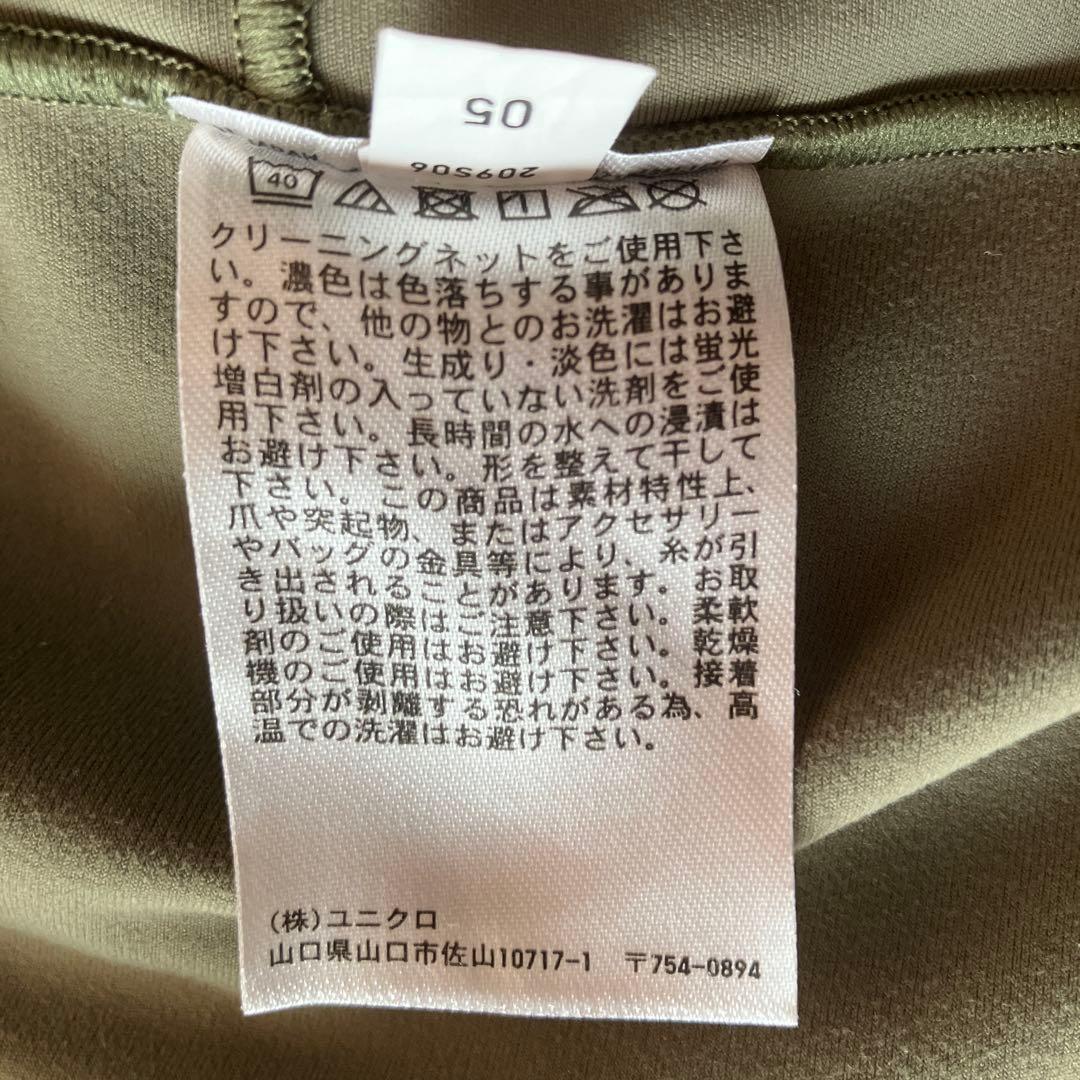 05
209S06
JAPAN
40
クリーニングネットをご使用下さ
い。濃色は色落ちする事がありま
すので、他の物とのお洗濯はお避
け下さい。生成り・淡色には蛍光
増白剤の入っていない洗剤をご使
用下さい。長時間の水への浸漬は
お避け下さい。形を整えて干して
下さい。この商品は素材特性上、
爪や突起物、またはアクセサリー
やバッグの金具等により、糸が引
き出されることがあります。お取
り扱いの際はご注意下さい。柔軟
剤のご使用はお避け下さい。乾燥
機のご使用はお避け下さい。接着
部分が剥離する恐れがある為、高
温での洗濯はお避け下さい。
(株)ユニクロ
山口県山口市佐山10717-1 〒754-0894